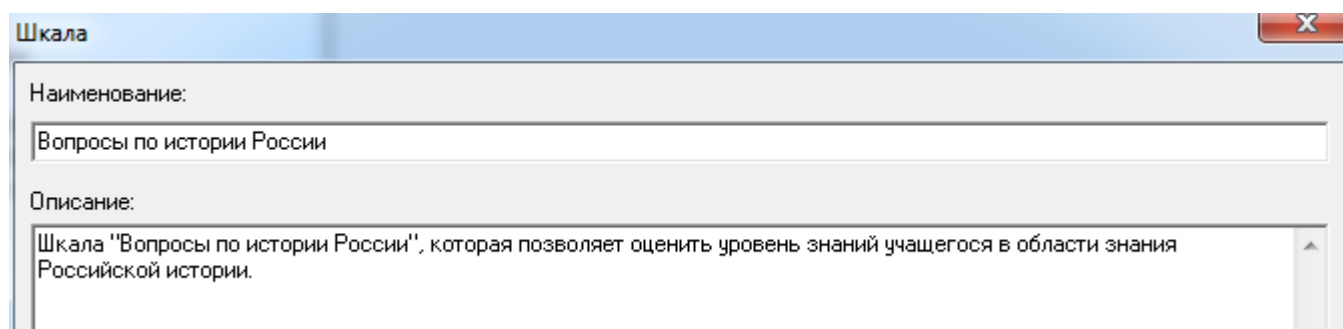 Шкала
Наименование:
Вопросы по истории России
Описание:
Шкала "Вопросы по истории России", которая позволяет оценить уровень знаний учащегося в области знания
Российской истории.